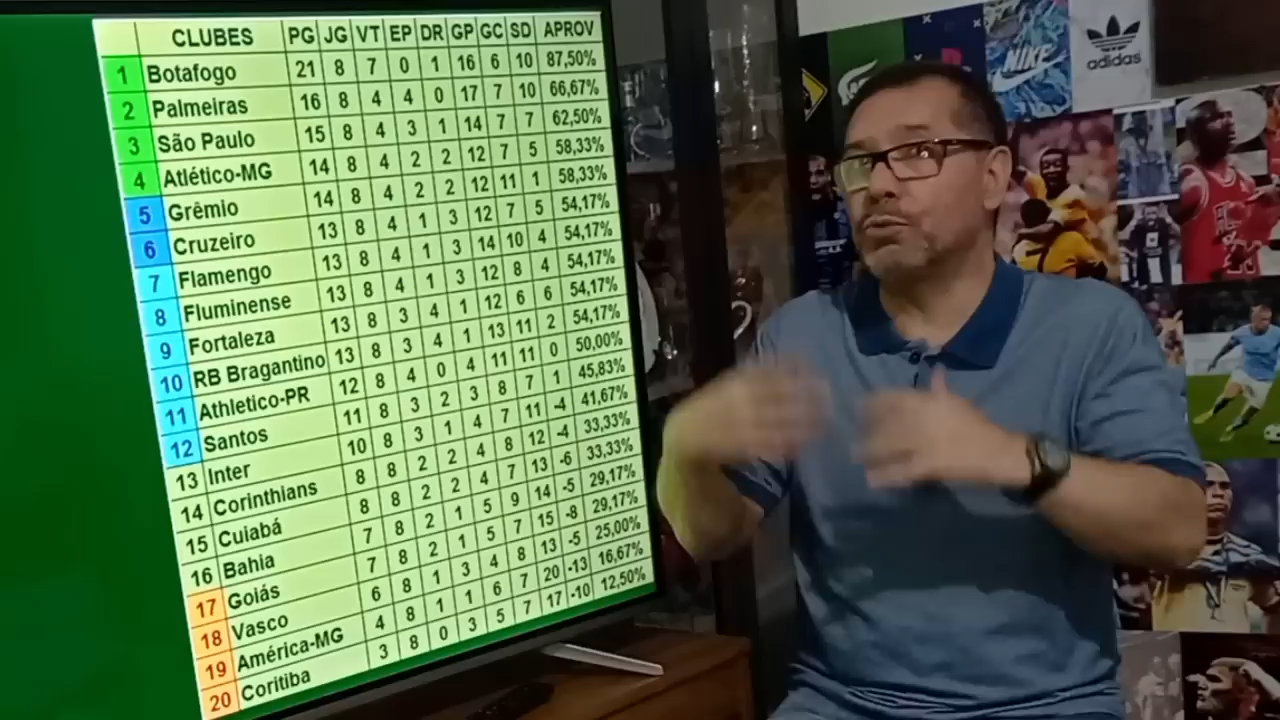 CLUBES PG JG VT EP DR GP GC SD APROV
1 Botafogo 21 8 7 0 1 16 6 10 87,50%
2 Palmeiras 16 8 4 4 0 17 7 10 66,67%
3 São Paulo 15 8 4 3 1 14 7 7 62,50%
4 Atlético-MG 14 8 4 2 2 12 7 5 58,33%
5 Grêmio 14 8 4 2 2 12 11 1 58,33%
6 Cruzeiro 13 8 4 1 3 12 7 5 54,17%
7 Flamengo 13 8 4 1 3 14 10 4 54,17%
8 Fluminense 13 8 4 1 3 12 8 4 54,17%
9 Fortaleza 13 8 3 4 1 12 6 6 54,17%
10 RB Bragantino 13 8 3 4 1 13 11 2 54,17%
11 Athletico-PR 12 8 4 0 4 11 11 0 50,00%
12 Santos 11 8 3 2 3 8 7 1 45,83%
13 Inter 10 8 3 1 4 7 11 -4 41,67%
14 Corinthians 8 8 2 2 4 8 12 -4 33,33%
15 Cuiabá 8 8 2 2 4 7 13 -6 33,33%
16 Bahia 7 8 2 1 5 9 14 -5 29,17%
17 Goiás 7 8 2 1 5 7 15 -8 29,17%
18 Vasco 6 8 1 3 4 8 13 -5 25,00%
19 América-MG 4 8 1 1 6 7 20 -13 16,67%
20 Coritiba 3 8 0 3 5 7 17 -10 12,50%
NIKE
adidas